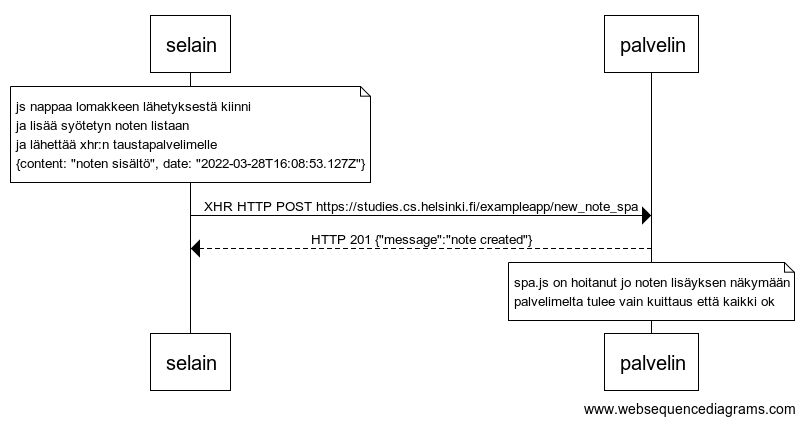 selain
palvelin
js nappaa lomakkeen lähetyksestä kiinni
ja lisää syötetyn noten listaan
ja lähettää xhr:n taustapalvelimelle
{content: "noten sisältö", date: "2022-03-28T16:08:53.127Z"}
XHR HTTP POST https://studies.cs.helsinki.fi/exampleapp/new_note_spa
HTTP 201 {"message":"note created"}
spa.js on hoitanut jo noten lisäyksen näkymään
palvelimelta tulee vain kuittaus että kaikki ok
selain
palvelin
www.websequencediagrams.com